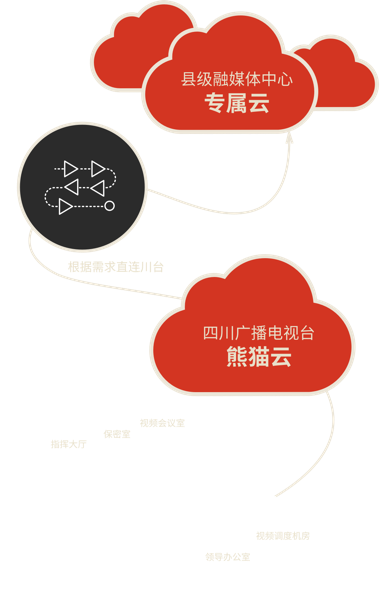 县级融媒体中心
专属云
根据需求直连川台
四川广播电视台
熊猫云
视频会议室
保密室
指挥大厅
视频调度机房
领导办公室